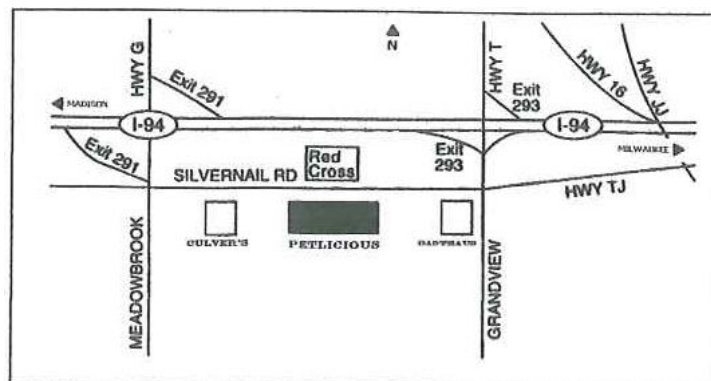 HWY G
N
HWY T
HWY 16
HWY JJ
MADISON
Exit 291
Exit 293
I-94
I-94
MILWAUKEE
Exit 291
SILVERNAIL RD
Red Cross
Exit 293
HWY TJ
CULVER'S
PETLICIOUS
MEADOWBROOK
GRANDVIEW